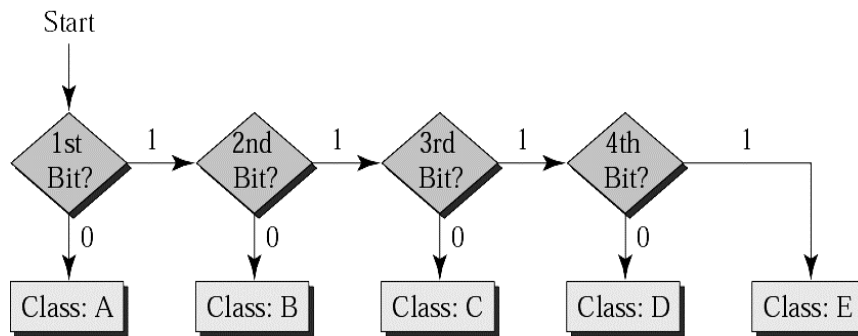 Start
1st
Bit?
1
2nd
Bit?
1
3rd
Bit?
1
4th
Bit?
1
0
0
0
0
Class: A
Class: B
Class: C
Class: D
Class: E